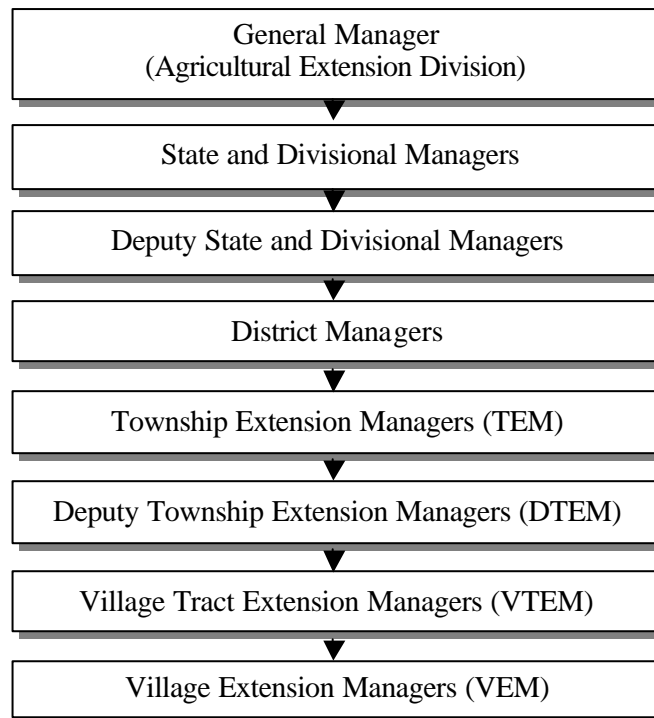 General Manager
(Agricultural Extension Division)
State and Divisional Managers
Deputy State and Divisional Managers
District Managers
Township Extension Managers (TEM)
Deputy Township Extension Managers (DTEM)
Village Tract Extension Managers (VTEM)
Village Extension Managers (VEM)